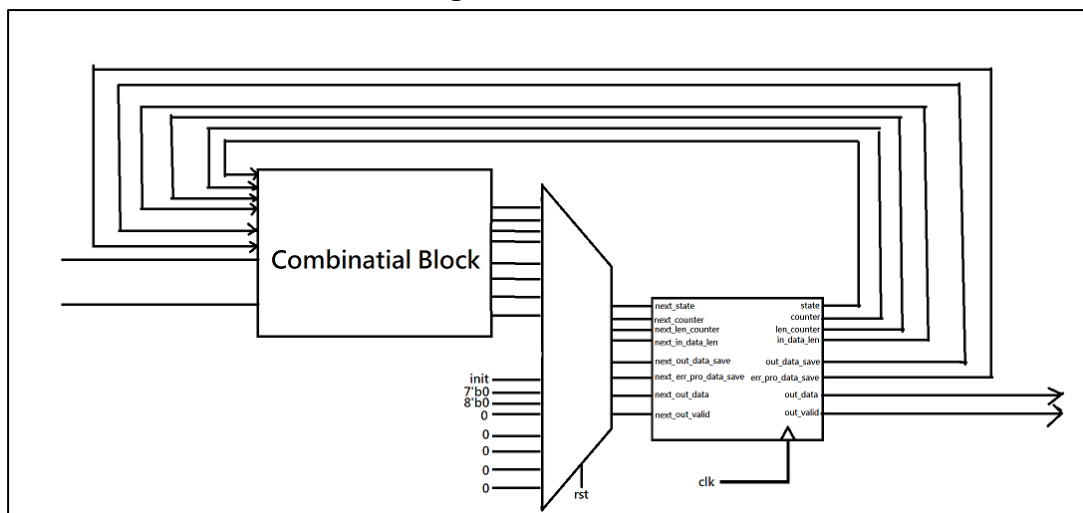 Combinatial Block
init
7'b0
8'b0
0
0
0
0
0
rst
next_state
next_counter
next_len_counter
next_in_data_len
next_out_data_save
next_err_pro_data_save
next_out_data
next_out_valid
state
counter
len_counter
in_data_len
out_data_save
err_pro_data_save
out_data
out_valid
clk